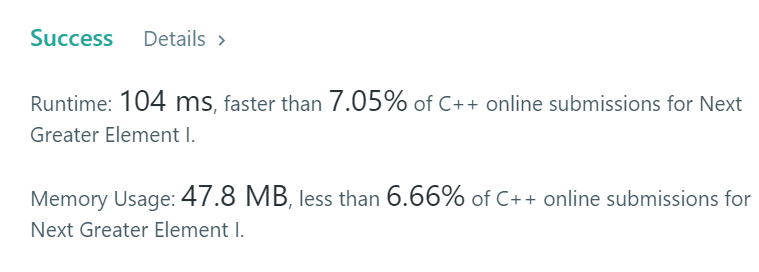 Success Details >
Runtime: 104 ms, faster than 7.05% of C++ online submissions for Next
Greater Element I.
Memory Usage: 47.8 MB, less than 6.66% of C++ online submissions for
Next Greater Element I.